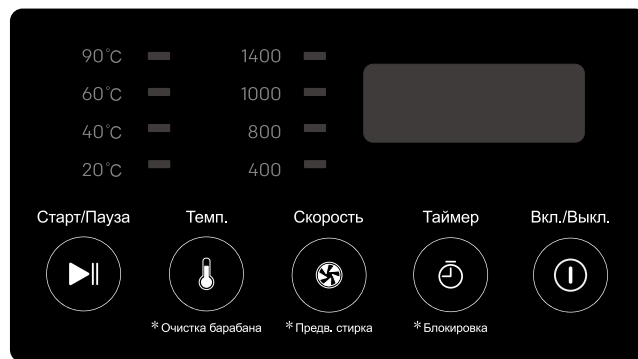 90°C 1400
60°C 1000
40°C 800
20°C 400
Старт/Пауза Темп. Скорость Таймер Вкл./Выкл.
*Очистка барабана *Предв. стирка *Блокировка